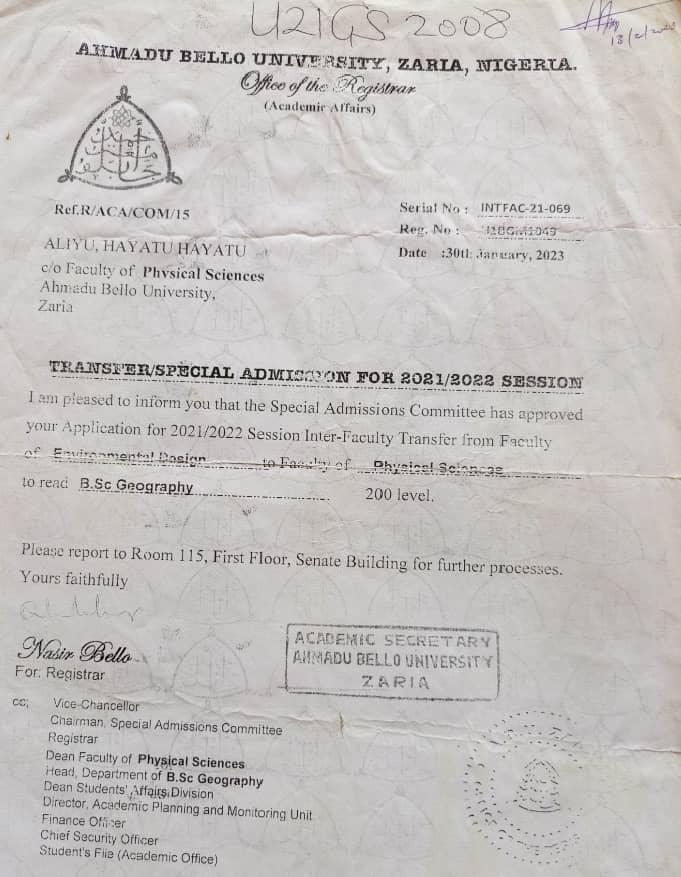 U21GS 2008
AHMADU BELLO UNIVERSITY, ZARIA, NIGERIA.
Office of the Registrar
(Academic Affairs)
Ref.R/ACA/COM/15
Serial No : INTFAC-21-069
Reg. No : U18GM1049
Date :30th January, 2023
ALIYU, HAYATU HAYATU
c/o Faculty of Physical Sciences
Ahmadu Bello University,
Zaria
TRANSFER/SPECIAL ADMISSION FOR 2021/2022 SESSION
I am pleased to inform you that the Special Admissions Committee has approved
your Application for 2021/2022 Session Inter-Faculty Transfer from Faculty
of Environmental Design to Faculty of Physical Sciences
to read B.Sc Geography 200 level.
Please report to Room 115, First Floor, Senate Building for further processes.
Yours faithfully
Nasir Bello
For: Registrar
ACADEMIC SECRETARY
AHMADU BELLO UNIVERSITY
ZARIA
cc; Vice-Chancellor
Chairman, Special Admissions Committee
Registrar
Dean Faculty of Physical Sciences
Head, Department of B.Sc Geography
Dean Students' Affairs Division
Director, Academic Planning and Monitoring Unit
Finance Officer
Chief Security Officer
Student's File (Academic Office)